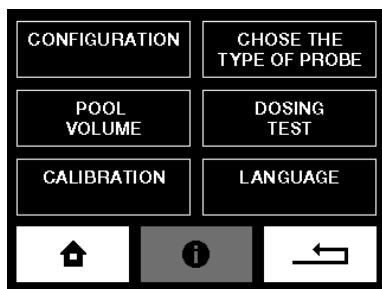 CONFIGURATION
CHOSE THE
TYPE OF PROBE
POOL
VOLUME
DOSING
TEST
CALIBRATION
LANGUAGE
i